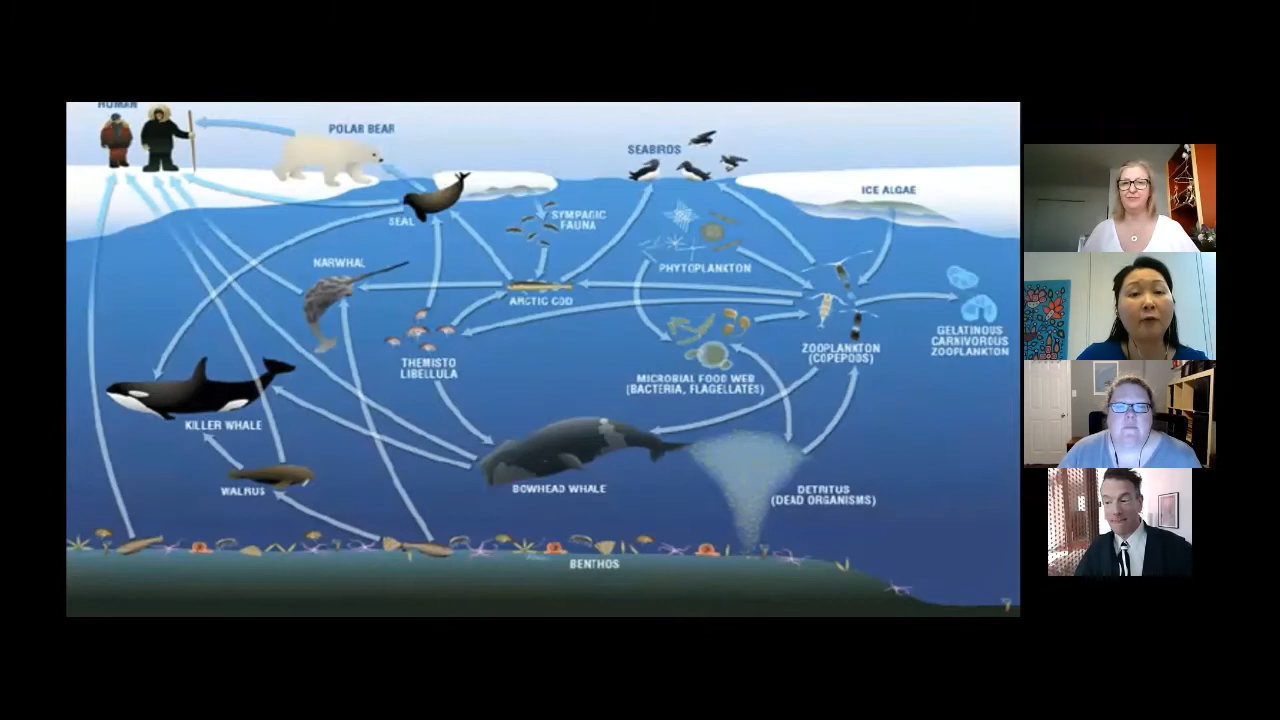 HUMAN
POLAR BEAR
SEABIRDS
ICE ALGAE
SEAL
SYMPAGIC
FAUNA
NARWHAL
PHYTOPLANKTON
ARCTIC COD
GELATINOUS
CARNIVOROUS
ZOOPLANKTON
ZOOPLANKTON
(COPEPODS)
THEMISTO
LIBELLULA
MICROBIAL FOOD WEB
(BACTERIA, FLAGELLATES)
KILLER WHALE
WALRUS
BOWHEAD WHALE
DETRITUS
(DEAD ORGANISMS)
BENTHOS